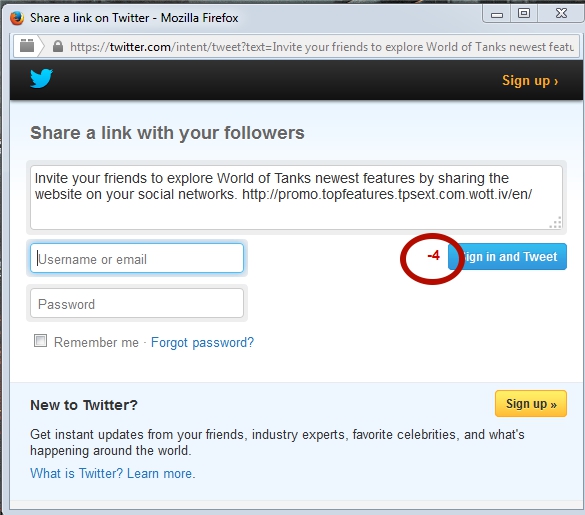 Share a link on Twitter - Mozilla Firefox
https://twitter.com/intent/tweet?text=Invite your friends to explore World of Tanks newest featu
Sign up ›
Share a link with your followers
Invite your friends to explore World of Tanks newest features by sharing the
website on your social networks. http://promo.topfeatures.tpsext.com.wott.iv/en/
Username or email
-4
Sign in and Tweet
Password
Remember me · Forgot password?
New to Twitter?
Sign up »
Get instant updates from your friends, industry experts, favorite celebrities, and what's
happening around the world.
What is Twitter? Learn more.